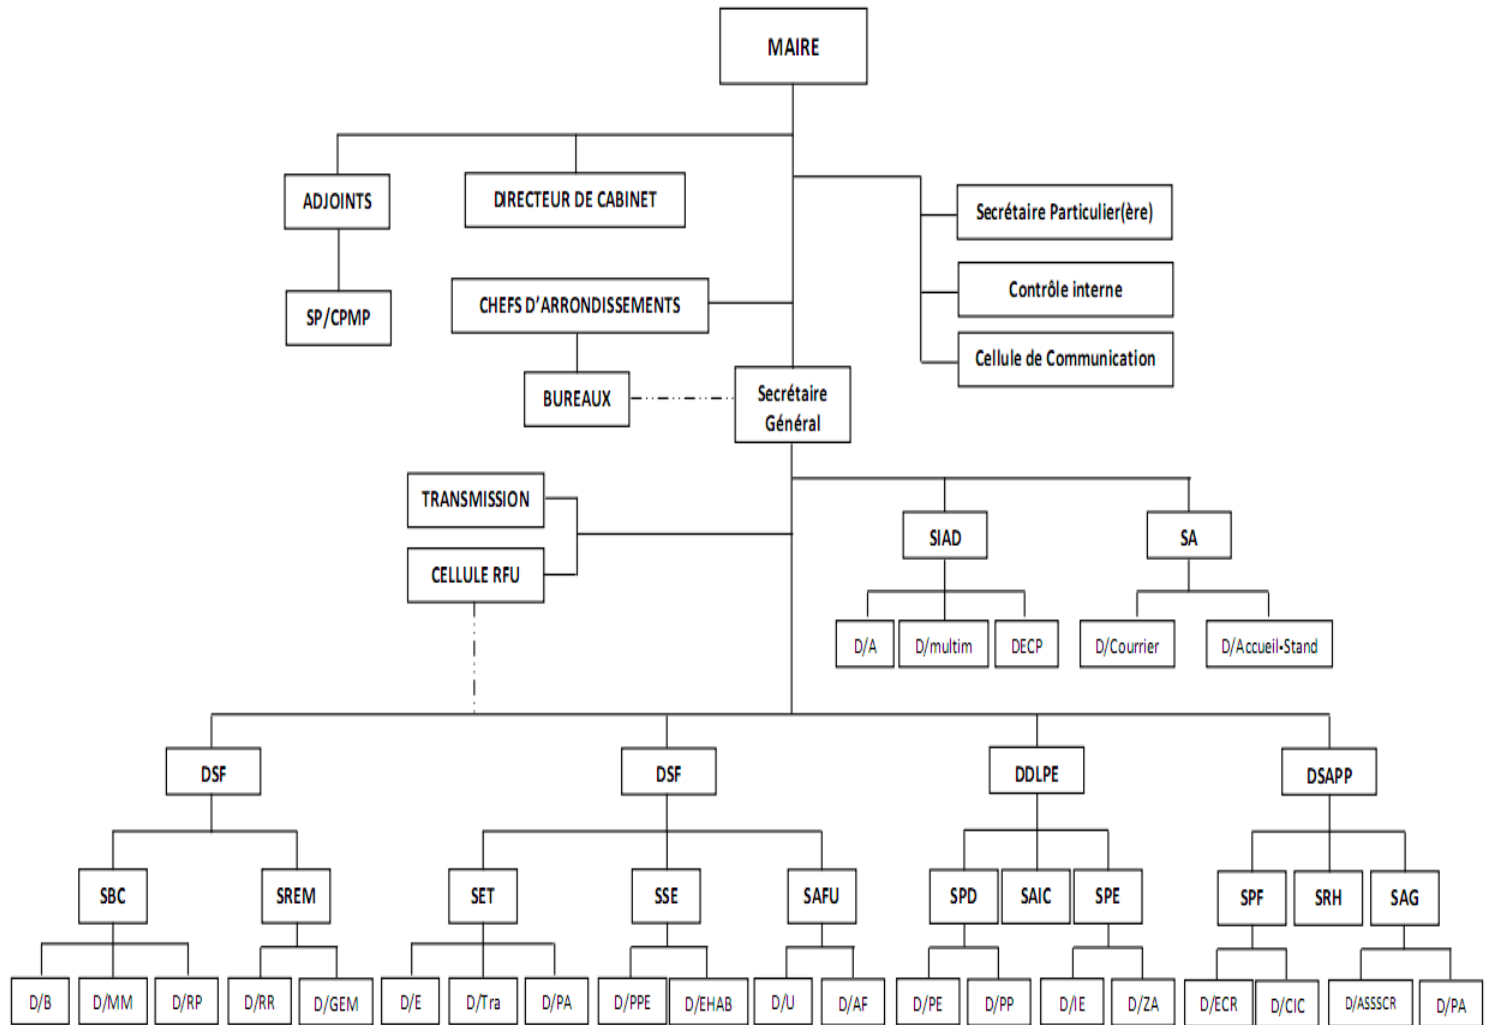 MAIRE
ADJOINTS
DIRECTEUR DE CABINET
Secrétaire Particulier(ère)
CHEFS D'ARRONDISSEMENTS
Contrôle interne
SP/CPMP
Cellule de Communication
BUREAUX
Secrétaire
Général
TRANSMISSION
SIAD
SA
CELLULE RFU
D/A
D/multim
DECP
D/Courrier
D/Accueil-Stand
DSF
DSF
DDLPE
DSAPP
SBC
SREM
SET
SSE
SAFU
SPD
SAIC
SPE
SPF
SRH
SAG
D/B
D/MM
D/RP
D/RR
D/GEM
D/E
D/Tra
D/PA
D/PPE
D/EHAB
D/U
D/AF
D/PE
D/PP
D/IE
D/ZA
D/ECR
D/CIC
D/ASSSCR
D/PA